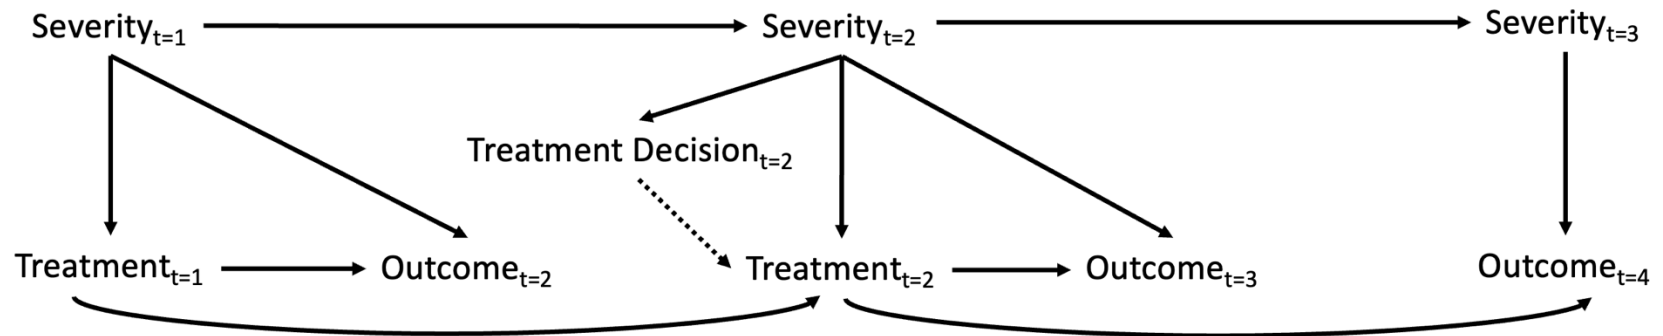 Severity_t=1 Severity_t=2 Severity_t=3
Treatment Decision_t=2
Treatment_t=1 Outcome_t=2 Treatment_t=2 Outcome_t=3 Outcome_t=4